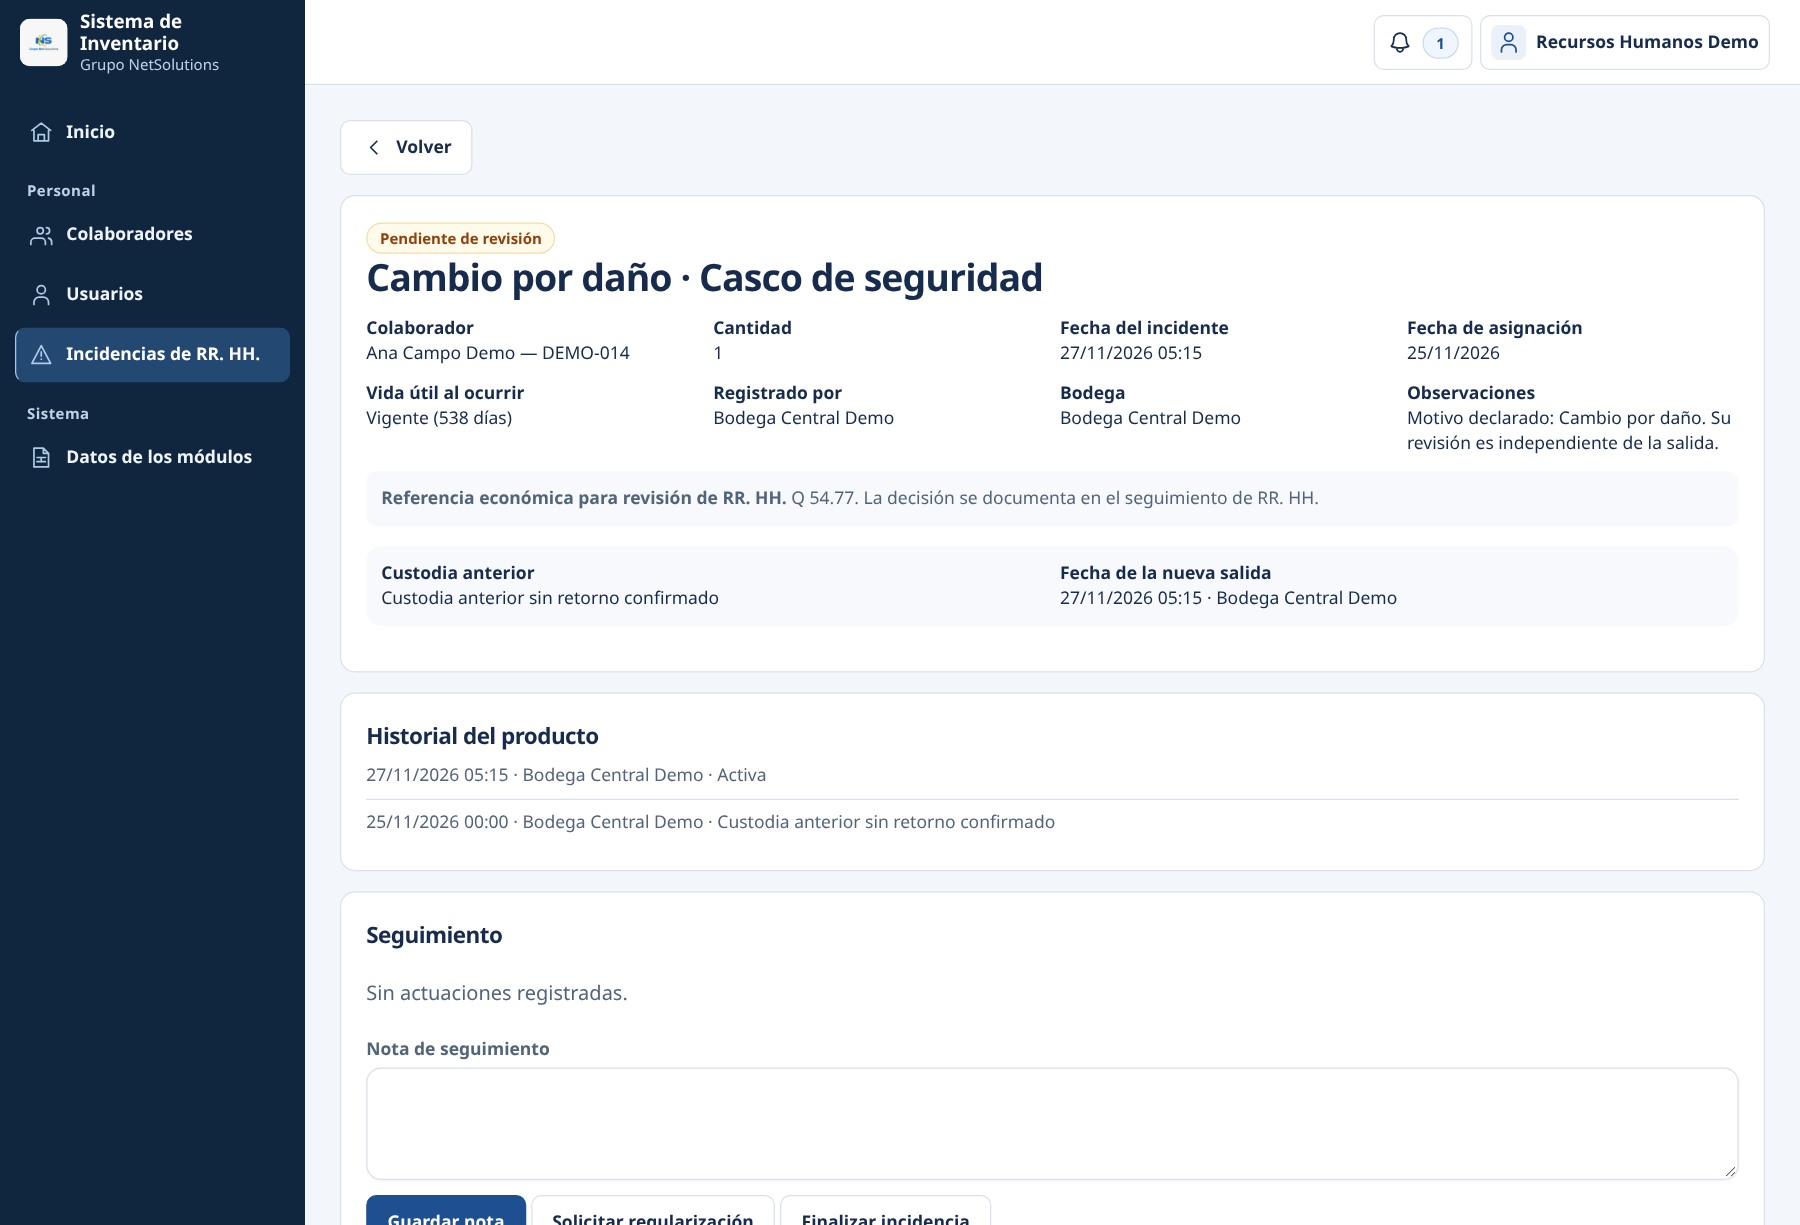 Sistema de
Inventario
Grupo NetSolutions
1
Recursos Humanos Demo
Inicio
Personal
Colaboradores
Usuarios
Incidencias de RR. HH.
Sistema
Datos de los módulos
Volver
Pendiente de revisión
Cambio por daño · Casco de seguridad
Colaborador
Ana Campo Demo — DEMO-014
Cantidad
1
Fecha del incidente
27/11/2026 05:15
Fecha de asignación
25/11/2026
Vida útil al ocurrir
Vigente (538 días)
Registrado por
Bodega Central Demo
Bodega
Bodega Central Demo
Observaciones
Motivo declarado: Cambio por daño. Su
revisión es independiente de la salida.
Referencia económica para revisión de RR. HH. Q 54.77. La decisión se documenta en el seguimiento de RR. HH.
Custodia anterior
Custodia anterior sin retorno confirmado
Fecha de la nueva salida
27/11/2026 05:15 · Bodega Central Demo
Historial del producto
27/11/2026 05:15 · Bodega Central Demo · Activa
25/11/2026 00:00 · Bodega Central Demo · Custodia anterior sin retorno confirmado
Seguimiento
Sin actuaciones registradas.
Nota de seguimiento
Guardar nota
Solicitar regularización
Finalizar incidencia